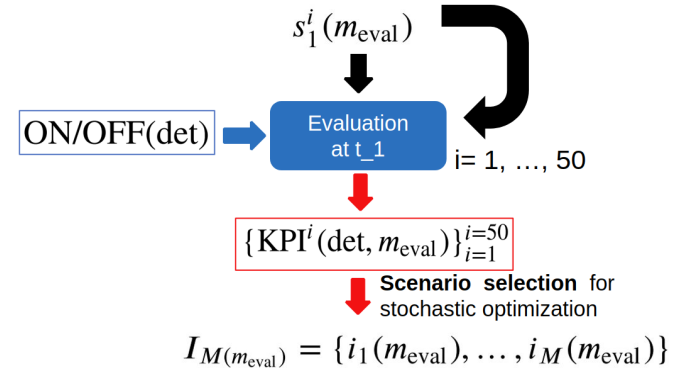 s_1^i(m_eval)
ON/OFF(det)
Evaluation
at t_1
i= 1, ..., 50
{KPI^i(det, m_eval)}_{i=1}^{i=50}
Scenario selection for
stochastic optimization
I_{M(m_eval)} = {i_1(m_eval), ..., i_M(m_eval)}